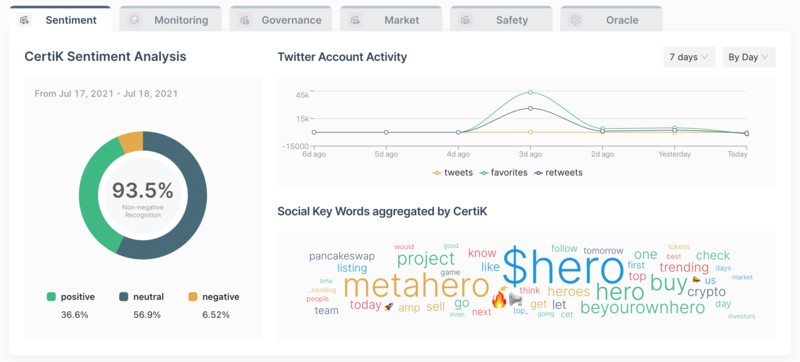 Sentiment
Monitoring
Governance
Market
Safety
Oracle
CertiK Sentiment Analysis
From Jul 17, 2021 - Jul 18, 2021
93.5%
Non-negative
Recognition
positive
neutral
negative
36.6%
56.9%
6.52%
Twitter Account Activity
7 days
By Day
45k
15k
-15000
6d ago
5d ago
4d ago
3d ago
2d ago
Yesterday
Today
tweets
favorites
retweets
Social Key Words aggregated by CertiK
would
good
follow
tomorrow
tokens
pancakeswap
project
know
$hero
one
best
check
listing
game
like
first
trending
days
time
metahero
top
buy
us
market
_trending
think
heroes
hero
crypto
people
today
🚀
amp
sell
go
🔥
get
let
beyourownhero
day
team
even
next
top_
going
cet
investors